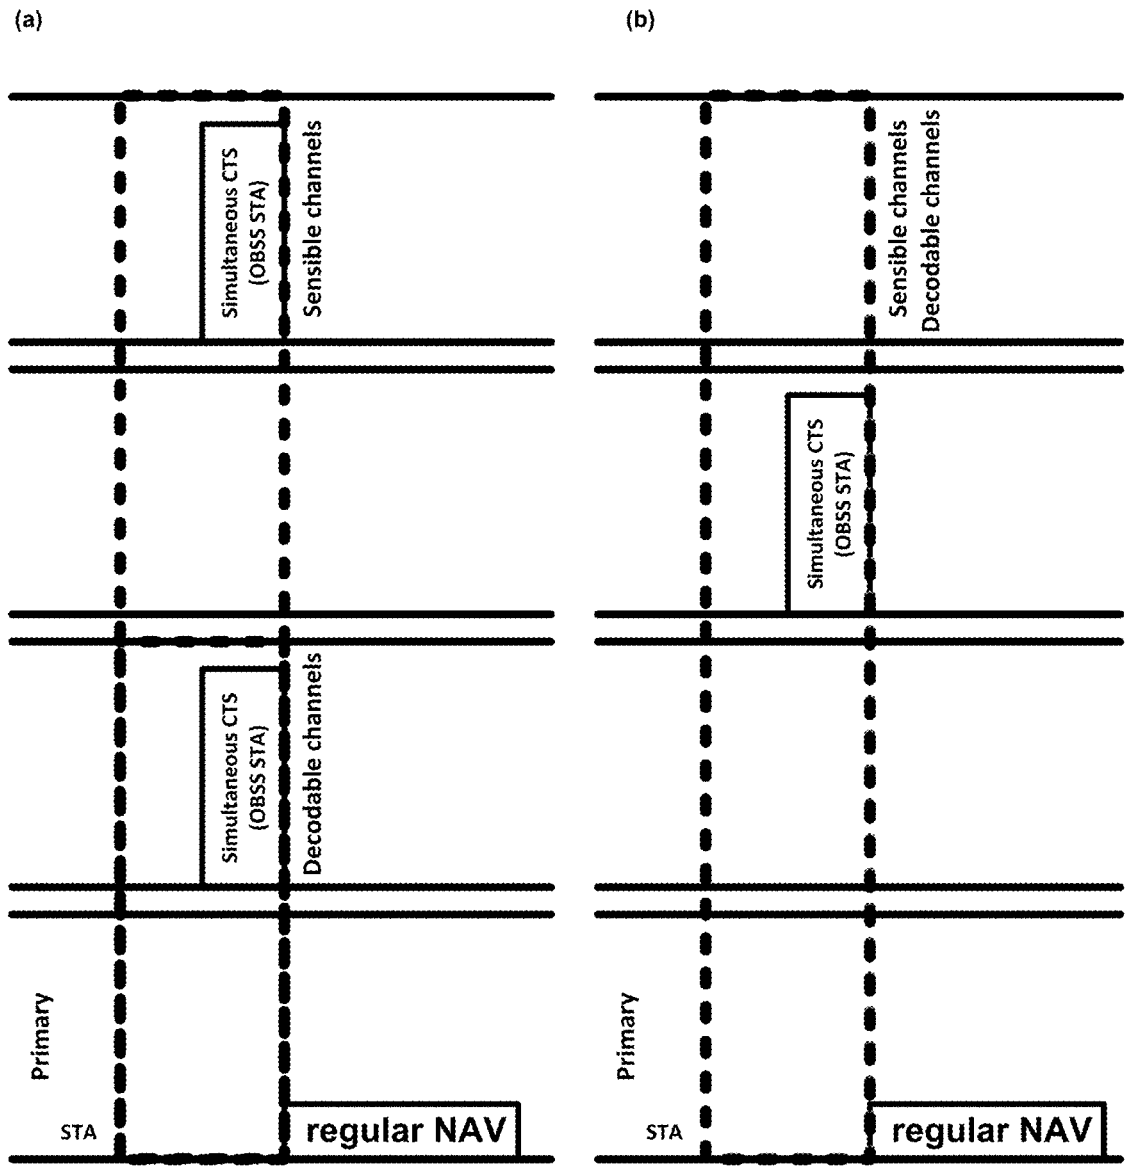 (a)
Simultaneous CTS
(OBSS STA)
Sensible channels
Simultaneous CTS
(OBSS STA)
Decodable channels
Primary
STA
regular NAV
(b)
Sensible channels
Decodable channels
Simultaneous CTS
(OBSS STA)
Primary
STA
regular NAV